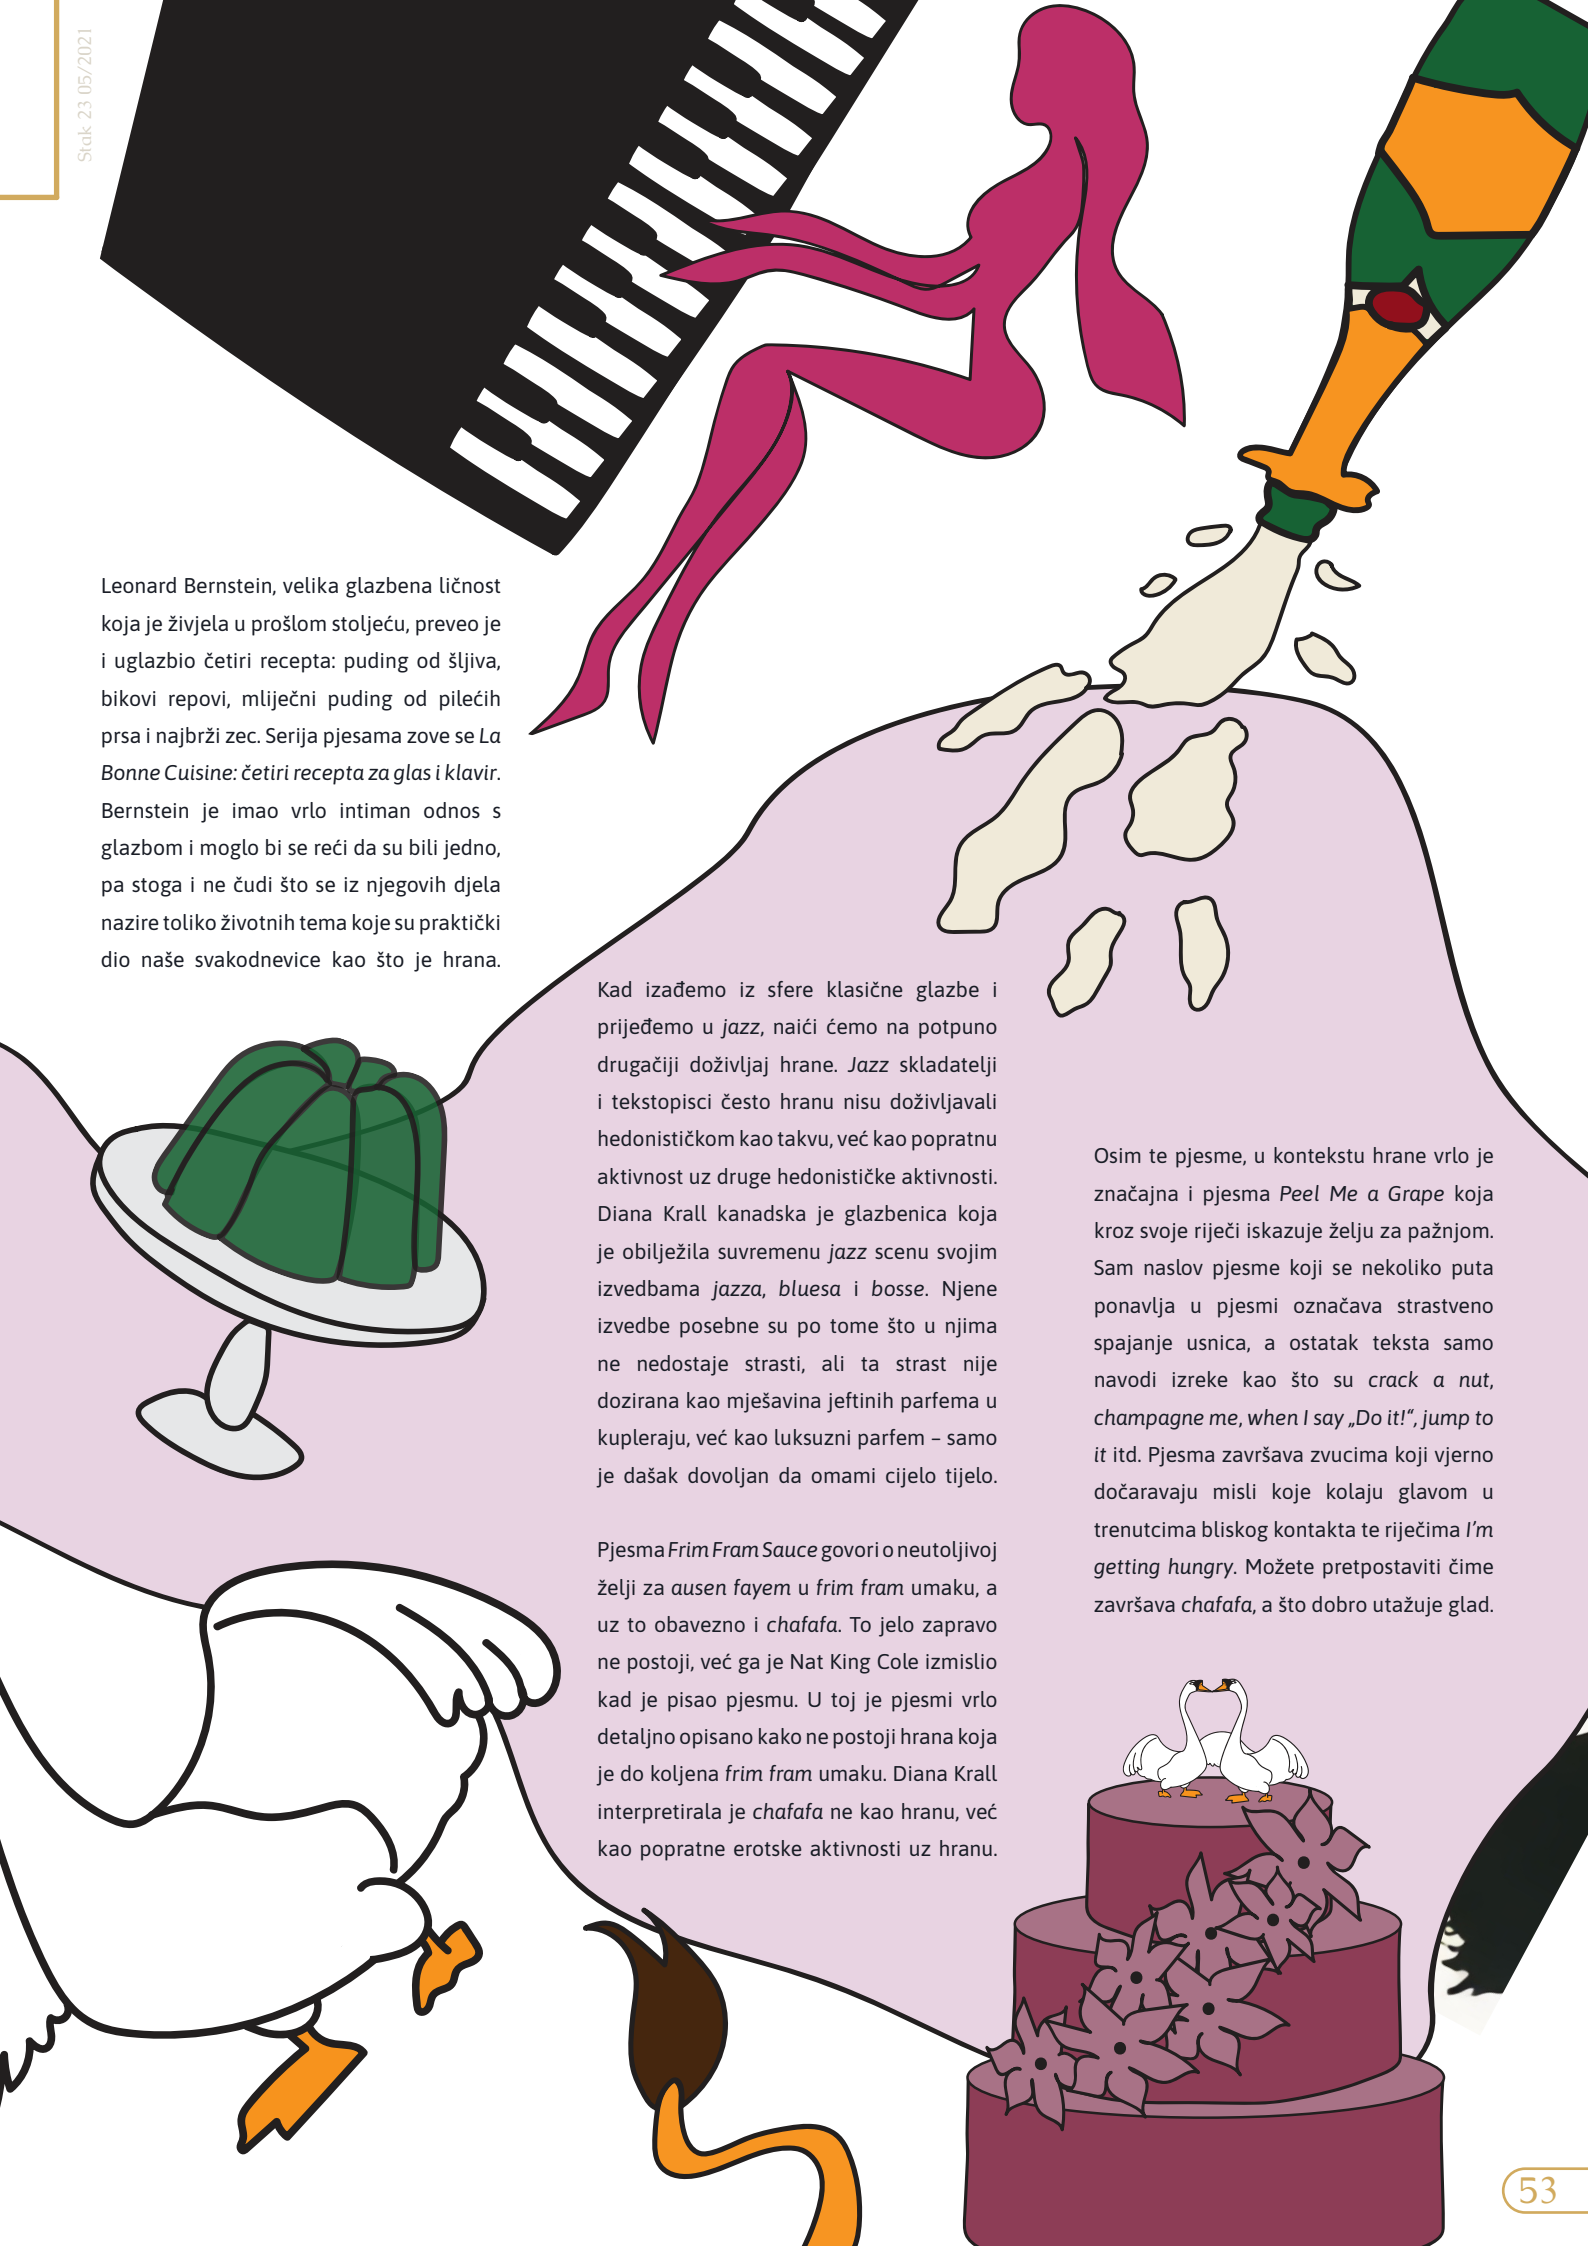 Stak 23 05/2021
Leonard Bernstein, velika glazbena ličnost
koja je živjela u prošlom stoljeću, preveo je
i uglazbio četiri recepta: puding od šljiva,
bikovi repovi, mliječni puding od pilećih
prsa i najbrži zec. Serija pjesama zove se La
Bonne Cuisine: četiri recepta za glas i klavir.
Bernstein je imao vrlo intiman odnos s
glazbom i moglo bi se reći da su bili jedno,
pa stoga i ne čudi što se iz njegovih djela
nazire toliko životnih tema koje su praktički
dio naše svakodnevice kao što je hrana.
Kad izađemo iz sfere klasične glazbe i
prijeđemo u jazz, naići ćemo na potpuno
drugačiji doživljaj hrane. Jazz skladatelji
i tekstopisci često hranu nisu doživljavali
hedonističkom kao takvu, već kao popratnu
aktivnost uz druge hedonističke aktivnosti.
Diana Krall kanadska je glazbenica koja
je obilježila suvremenu jazz scenu svojim
izvedbama jazza, bluesa i bosse. Njene
izvedbe posebne su po tome što u njima
ne nedostaje strasti, ali ta strast nije
dozirana kao mješavina jeftinih parfema u
kupleraju, već kao luksuzni parfem – samo
je dašak dovoljan da omami cijelo tijelo.
Pjesma Frim Fram Sauce govori o neutoljivoj
želji za ausen fayem u frim fram umaku, a
uz to obavezno i chafafa. To jelo zapravo
ne postoji, već ga je Nat King Cole izmislio
kad je pisao pjesmu. U toj je pjesmi vrlo
detaljno opisano kako ne postoji hrana koja
je do koljena frim fram umaku. Diana Krall
interpretirala je chafafa ne kao hranu, već
kao popratne erotske aktivnosti uz hranu.
Osim te pjesme, u kontekstu hrane vrlo je
značajna i pjesma Peel Me a Grape koja
kroz svoje riječi iskazuje želju za pažnjom.
Sam naslov pjesme koji se nekoliko puta
ponavlja u pjesmi označava strastveno
spajanje usnica, a ostatak teksta samo
navodi izreke kao što su crack a nut,
champagne me, when I say „Do it!“, jump to
it itd. Pjesma završava zvucima koji vjerno
dočaravaju misli koje kolaju glavom u
trenutcima bliskog kontakta te riječima I’m
getting hungry. Možete pretpostaviti čime
završava chafafa, a što dobro utažuje glad.
53